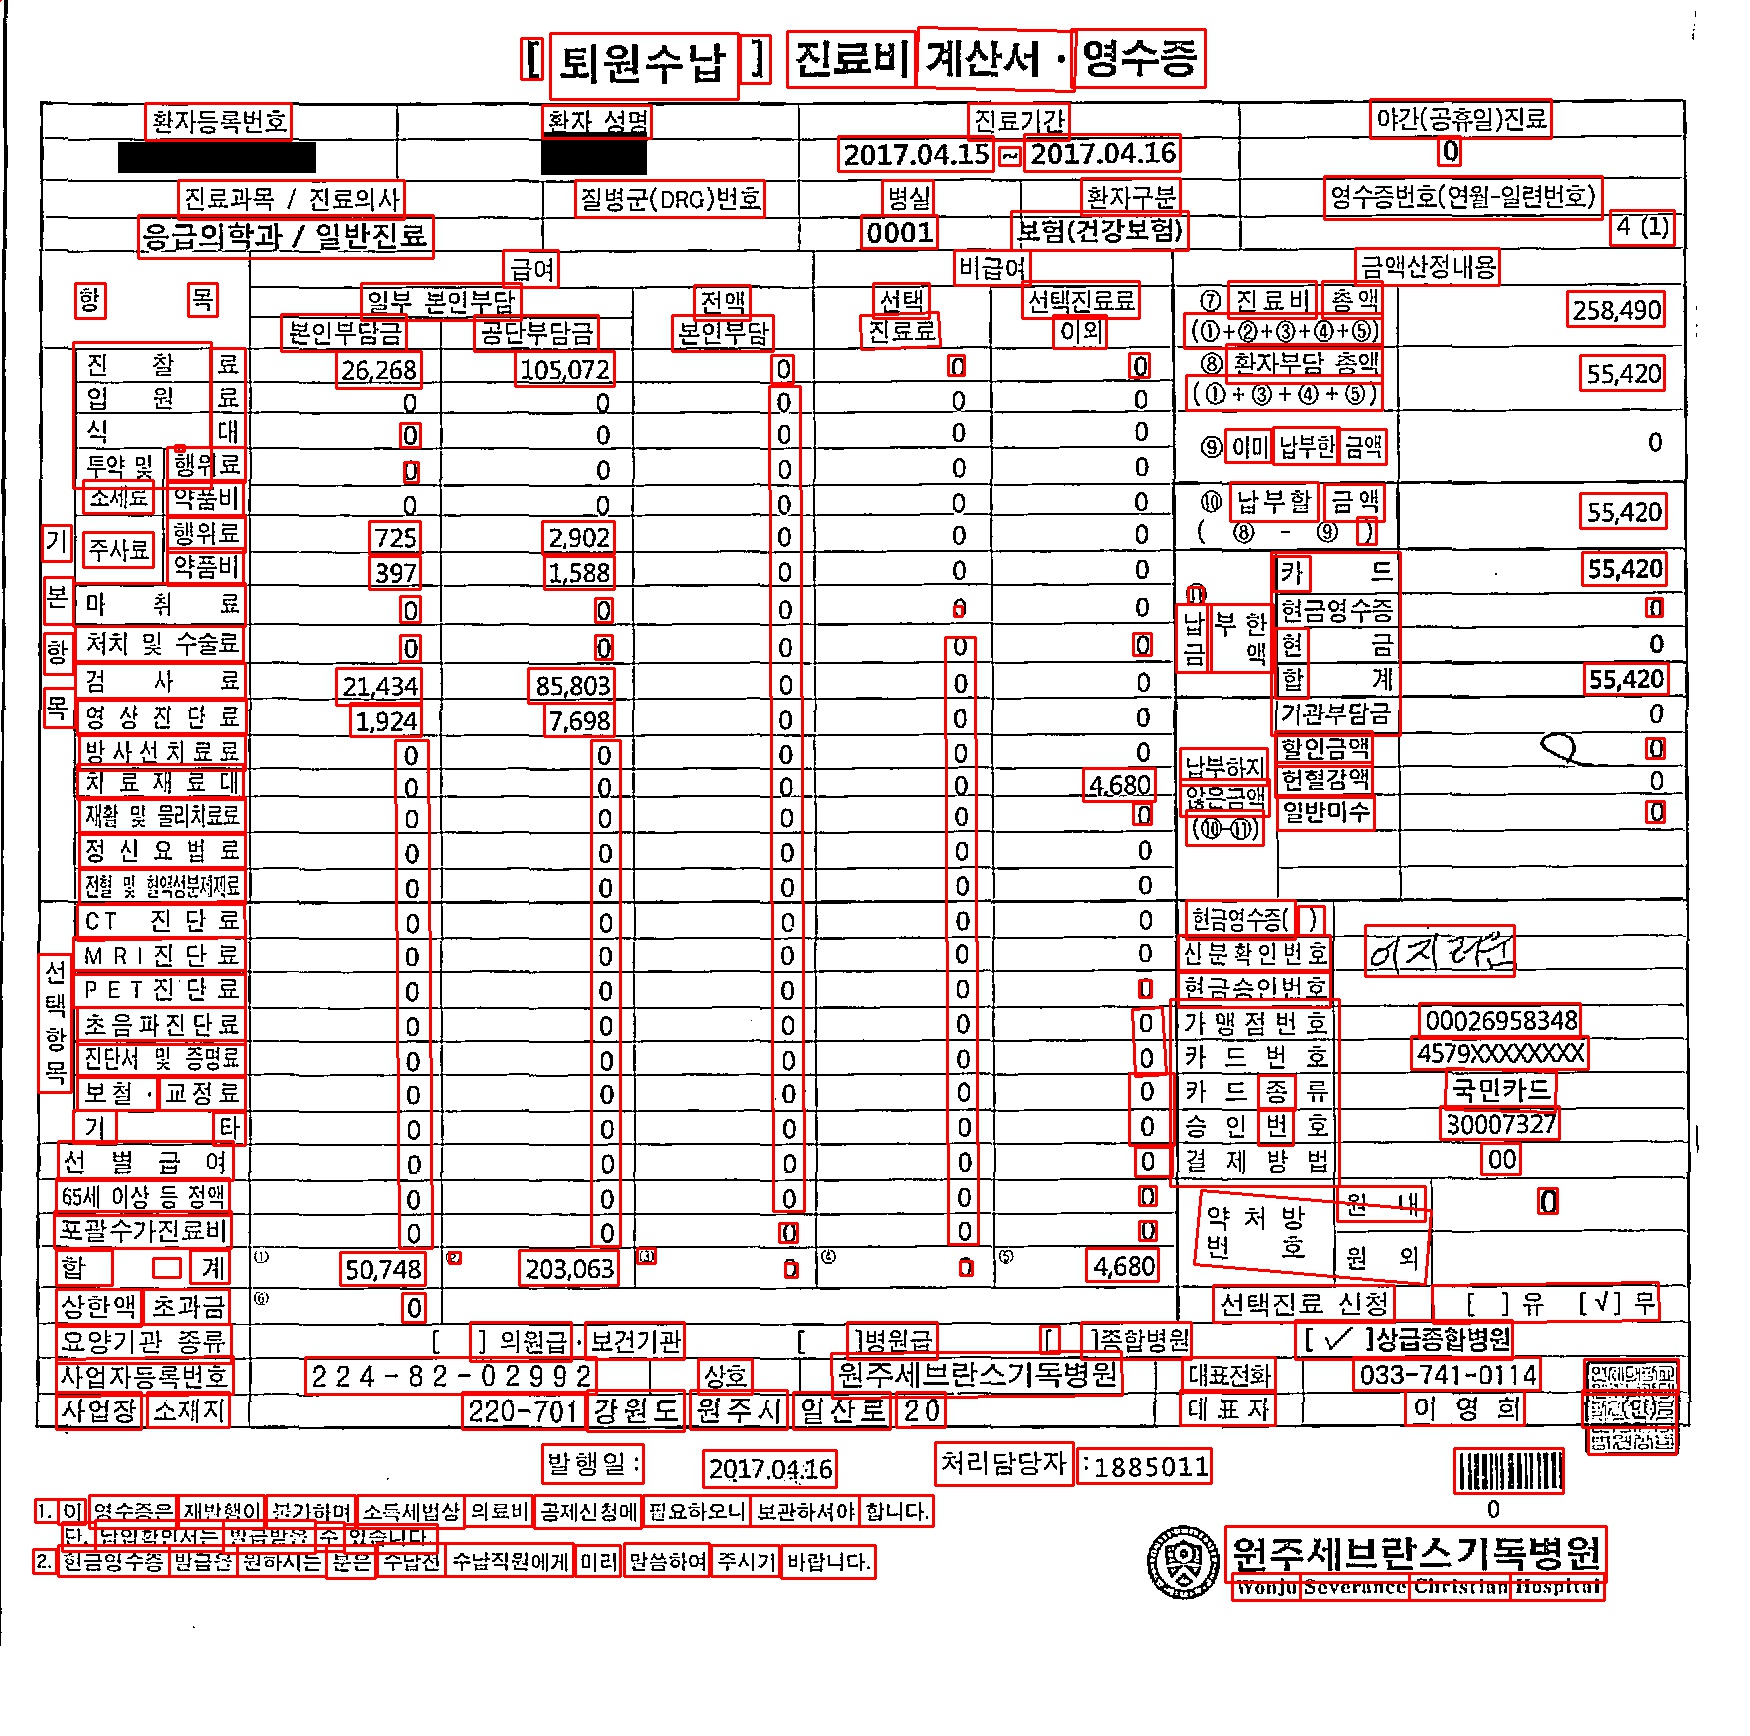 [ 퇴원수납 ] 진료비 계산서 · 영수증
환자등록번호 환자 성명 진료기간 야간(공휴일)진료
2017.04.15 ~ 2017.04.16 0
진료과목 / 진료의사 질병군(DRG)번호 병실 환자구분 영수증번호(연월-일련번호)
응급의학과 / 일반진료 0001 보험(건강보험) 4 (1)
항 목 급여 비급여 금액산정내용
일부 본인부담 전액 선택 선택진료료 ⑦ 진료비 총액 258,490
본인부담금 공단부담금 본인부담 진료료 이외 (①+②+③+④+⑤)
진 찰 료 26,268 105,072 0 0 0 ⑧ 환자부담 총액 55,420
입 원 료 0 0 0 0 0 (①+③+④+⑤)
식 대 0 0 0 0 0 ⑨ 이미 납부한 금액 0
투약 및 행위료 0 0 0 0 0
조제료 약품비 0 0 0 0 0 ⑩ 납부할 금액 55,420
기 주사료 행위료 725 2,902 0 0 0 ( ⑧ - ⑨ )
약품비 397 1,588 0 0 0 카 드 55,420
본 마 취 료 0 0 0 0 0 ⑪ 납부한 현금영수증 0
항 처치 및 수술료 0 0 0 0 0 금 액 현 금 0
검 사 료 21,434 85,803 0 0 0 합 계 55,420
목 영상진단료 1,924 7,698 0 0 0 기관부담금 0
방사선치료료 0 0 0 0 0 납부하지 할인금액 0
치료재료대 0 0 0 0 4,680 않은금액 헌혈감액 0
재활 및 물리치료료 0 0 0 0 0 (⑩-⑪) 일반미수 0
정신요법료 0 0 0 0 0
전혈 및 혈액성분제제료 0 0 0 0 0
CT 진단료 0 0 0 0 0 현금영수증( )
선 MRI진단료 0 0 0 0 0 신분확인번호
택 PET진단료 0 0 0 0 0 현금승인번호
항 초음파진단료 0 0 0 0 0 가맹점번호 00026958348
목 진단서 및 증명료 0 0 0 0 0 카드번호 4579XXXXXXXX
보철 · 교정료 0 0 0 0 0 카드종류 국민카드
기 타 0 0 0 0 0 승인번호 30007327
선별급여 0 0 0 0 0 결제방법 00
65세 이상 등 정액 0 0 0 0 0 약처방 원 내 0
포괄수가진료비 0 0 0 0 0 번 호 원 외
합 계 (1) 50,748 (2) 203,063 (3) 0 (4) 0 (5) 4,680
상한액 초과금 (6) 0 선택진료 신청 [ ] 유 [√] 무
요양기관 종류 [ ] 의원급·보건기관 [ ]병원급 [ ]종합병원 [ ✓ ]상급종합병원
사업자등록번호 224-82-02992 상호 원주세브란스기독병원 대표전화 033-741-0114
사업장 소재지 220-701 강원도 원주시 일산로 20 대표자 이영희 (인)
발행일 : 2017.04.16 처리담당자 : 1885011
0
1. 이 영수증은 재발행이 불가하며 소득세법상 의료비 공제신청에 필요하오니 보관하셔야 합니다.
단, 납입확인서는 발급받을 수 있습니다.
2. 현금영수증 발급을 원하시는 분은 수납전 수납직원에게 미리 말씀하여 주시기 바랍니다.
원주세브란스기독병원
Wonju Severance Christian Hospital